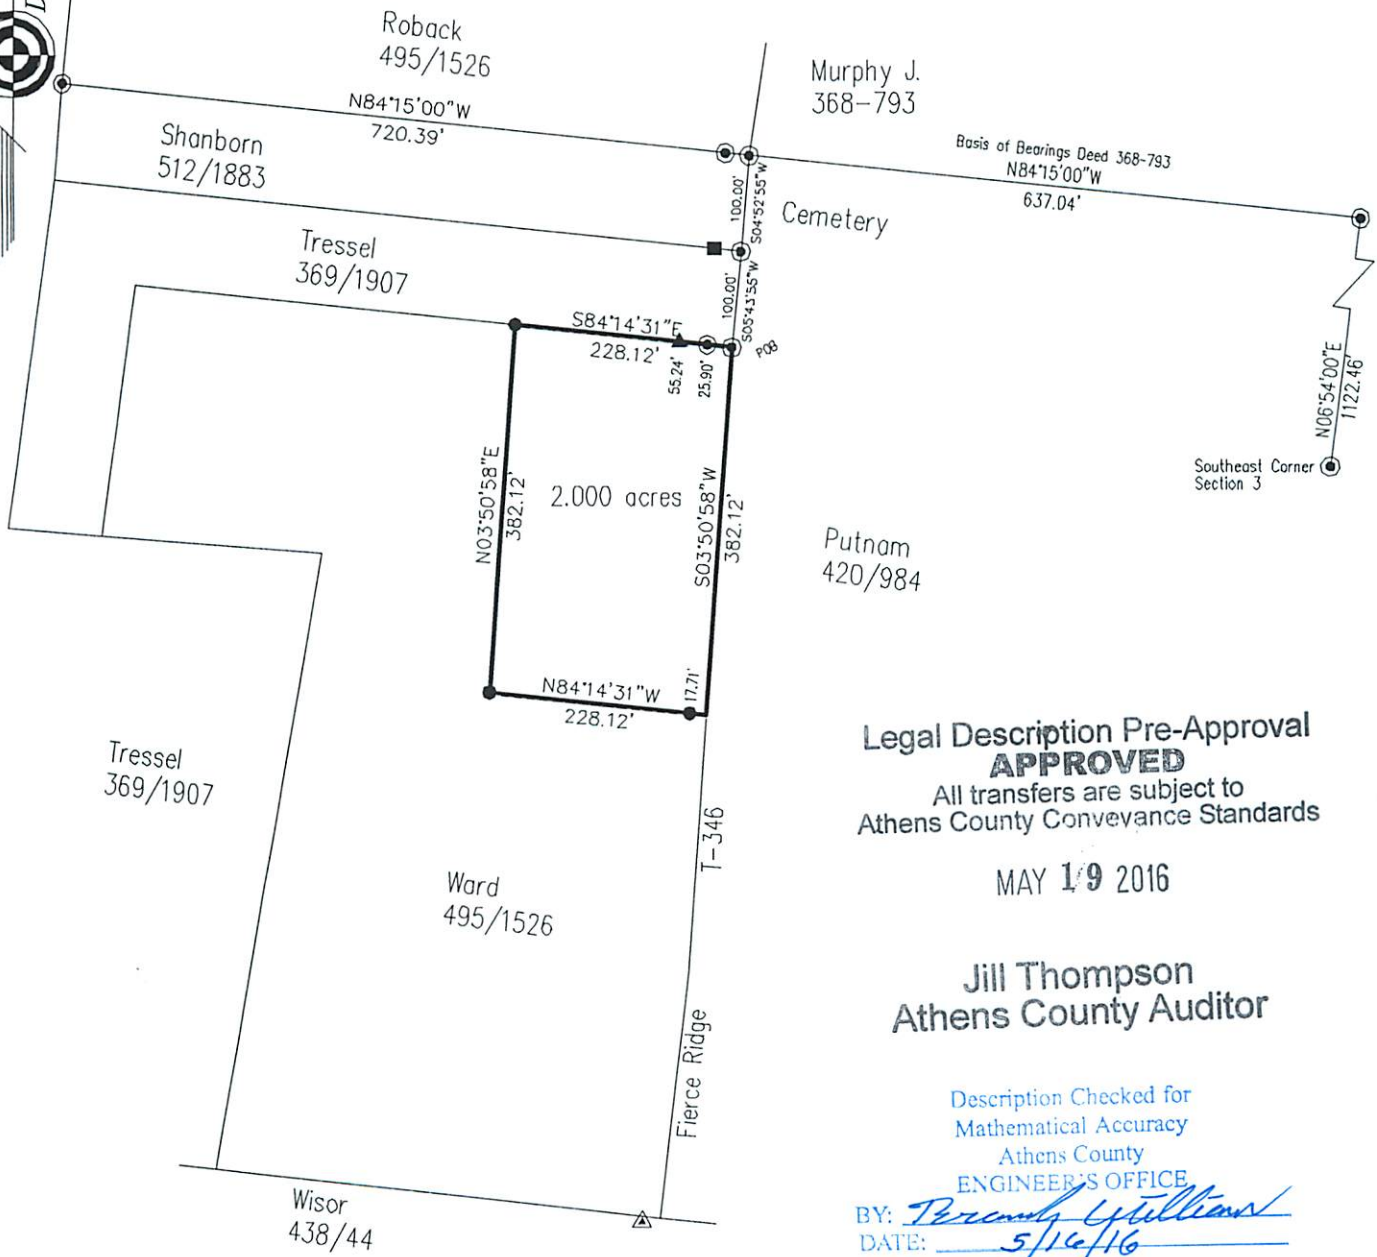 Roback
495/1526
Murphy J.
368-793
N84°15'00"W
720.39'
Basis of Bearings Deed 368-793
N84°15'00"W
637.04'
Shanborn
512/1883
100.00'
S04°52'55"W
Cemetery
Tressel
369/1907
100.00'
S05°43'55"W
S84°14'31"E
228.12'
55.24'
25.90'
POB
N06°54'00"E
1122.46'
Southeast Corner
Section 3
N03°50'58"E
382.12'
2.000 acres
S03°50'58"W
382.12'
Putnam
420/984
N84°14'31"W
228.12'
17.71'
Tressel
369/1907
Legal Description Pre-Approval
APPROVED
All transfers are subject to
Athens County Conveyance Standards
MAY 19 2016
T-346
Ward
495/1526
Jill Thompson
Athens County Auditor
Fierce Ridge
Description Checked for
Mathematical Accuracy
Athens County
ENGINEER'S OFFICE
BY:
DATE: 5/16/16
Wisor
438/44